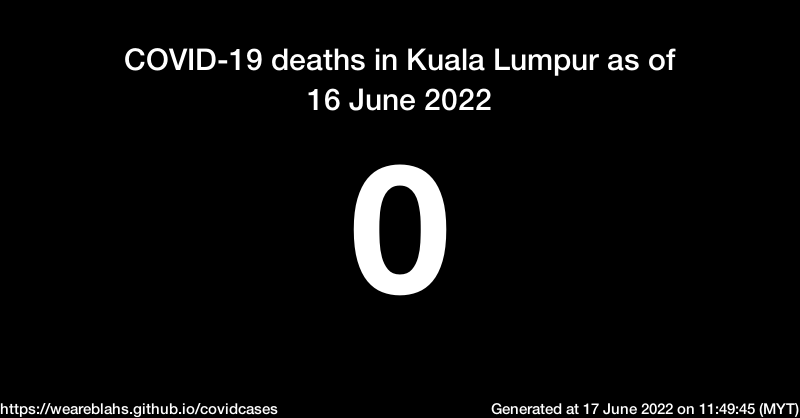 COVID-19 deaths in Kuala Lumpur as of
16 June 2022
0
https://weareblahs.github.io/covidcases
Generated at 17 June 2022 on 11:49:45 (MYT)